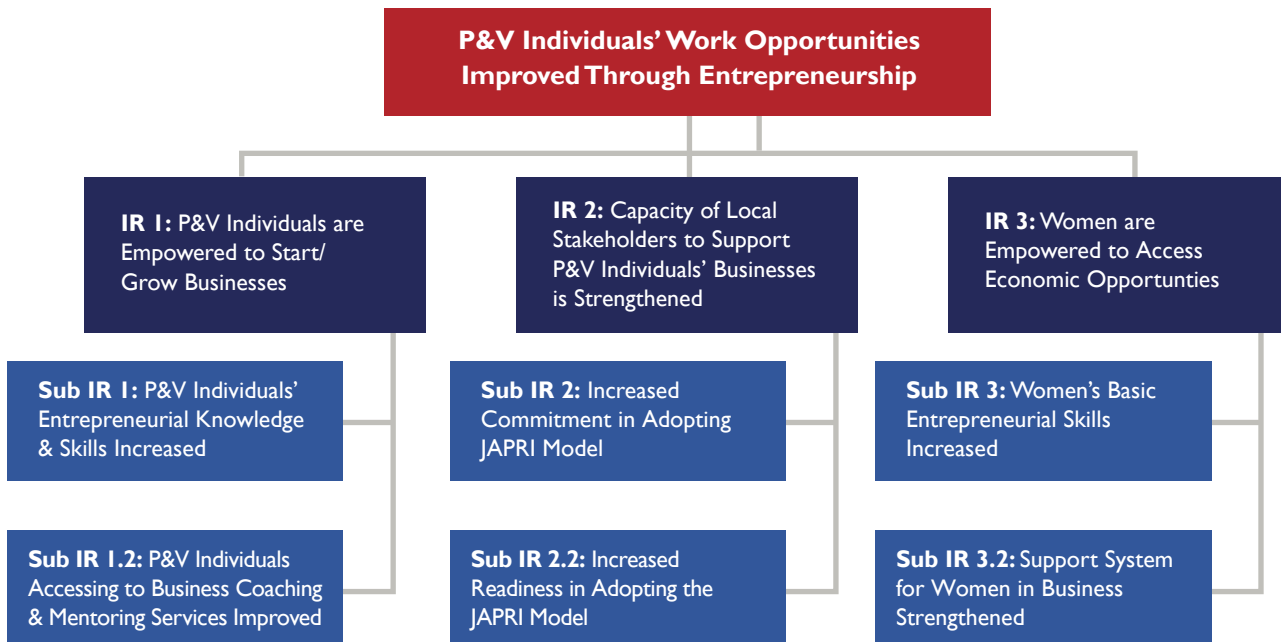 P&V Individuals' Work Opportunities
Improved Through Entrepreneurship
IR 1: P&V Individuals are
Empowered to Start/
Grow Businesses
IR 2: Capacity of Local
Stakeholders to Support
P&V Individuals' Businesses
is Strengthened
IR 3: Women are
Empowered to Access
Economic Opportunties
Sub IR 1: P&V Individuals'
Entrepreneurial Knowledge
& Skills Increased
Sub IR 2: Increased
Commitment in Adopting
JAPRI Model
Sub IR 3: Women's Basic
Entrepreneurial Skills
Increased
Sub IR 1.2: P&V Individuals
Accessing to Business Coaching
& Mentoring Services Improved
Sub IR 2.2: Increased
Readiness in Adopting the
JAPRI Model
Sub IR 3.2: Support System
for Women in Business
Strengthened